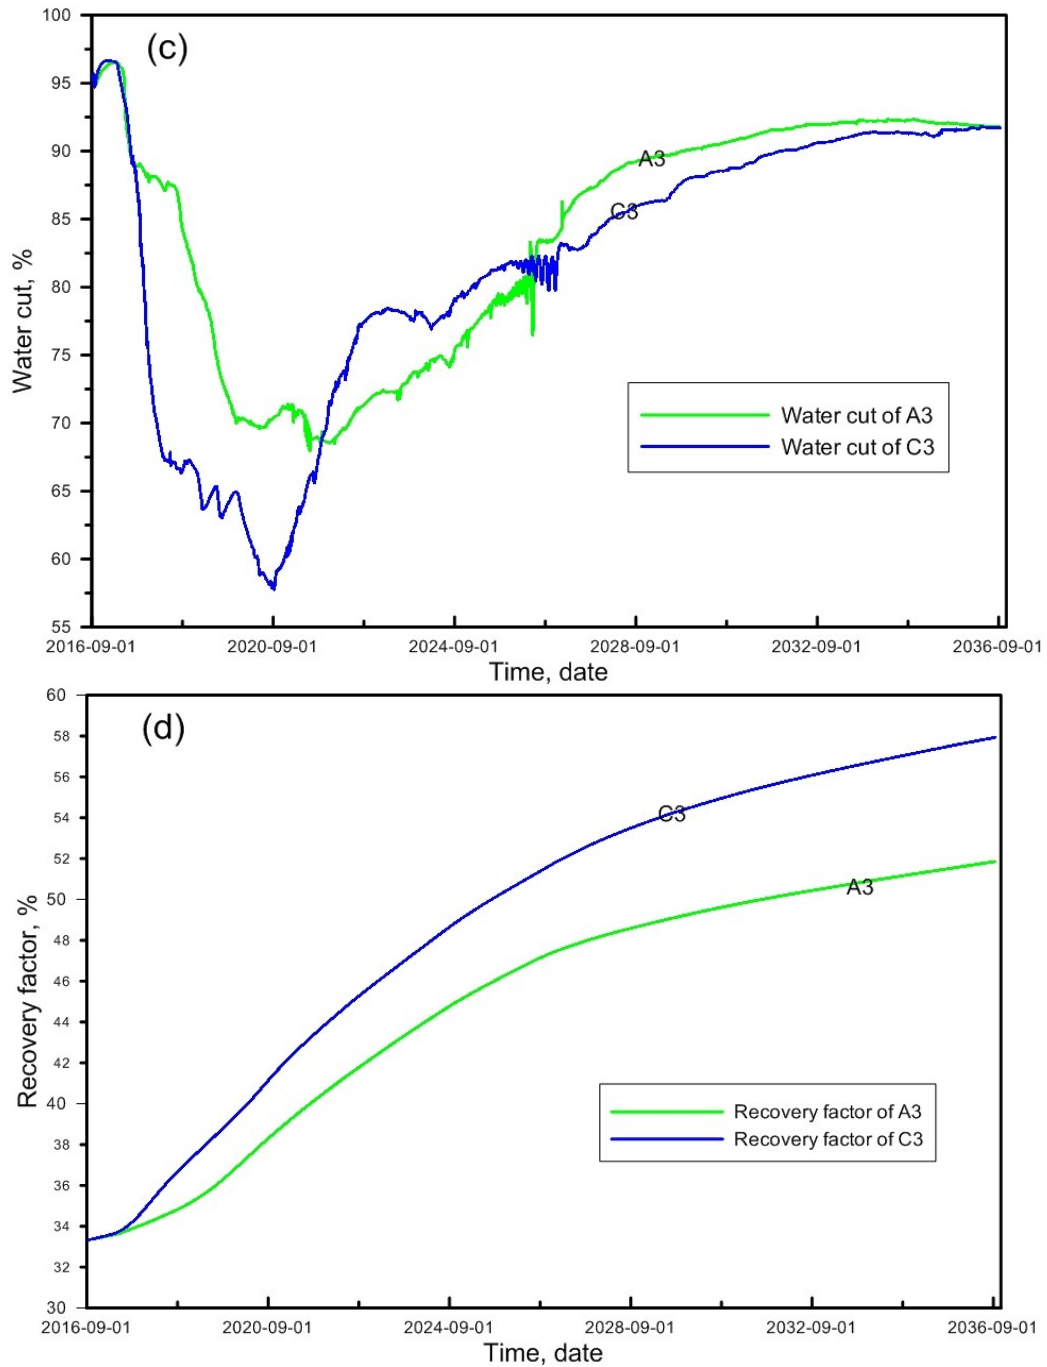 (c)
100
95
90
85
80
75
70
65
60
55
Water cut, %
A3
C3
Water cut of A3
Water cut of C3
2016-09-01 2020-09-01 2024-09-01 2028-09-01 2032-09-01 2036-09-01
Time, date
(d)
60
58
56
54
52
50
48
46
44
42
40
38
36
34
32
30
Recovery factor, %
C3
A3
Recovery factor of A3
Recovery factor of C3
2016-09-01 2020-09-01 2024-09-01 2028-09-01 2032-09-01 2036-09-01
Time, date